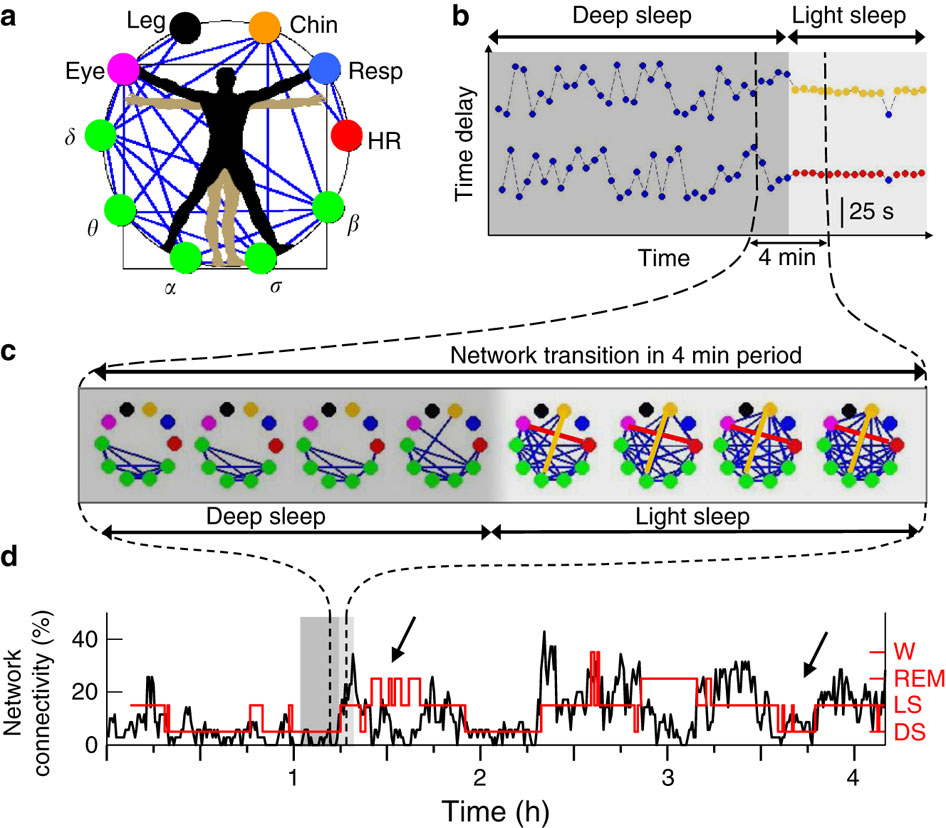 a
Leg
Chin
Eye
Resp
δ
HR
θ
β
α
σ
b
Deep sleep
Light sleep
Time delay
25 s
Time
4 min
c
Network transition in 4 min period
Deep sleep
Light sleep
d
Network
connectivity (%)
40
20
0
W
REM
LS
DS
1
2
3
4
Time (h)